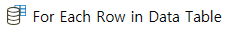 For Each Row in Data Table